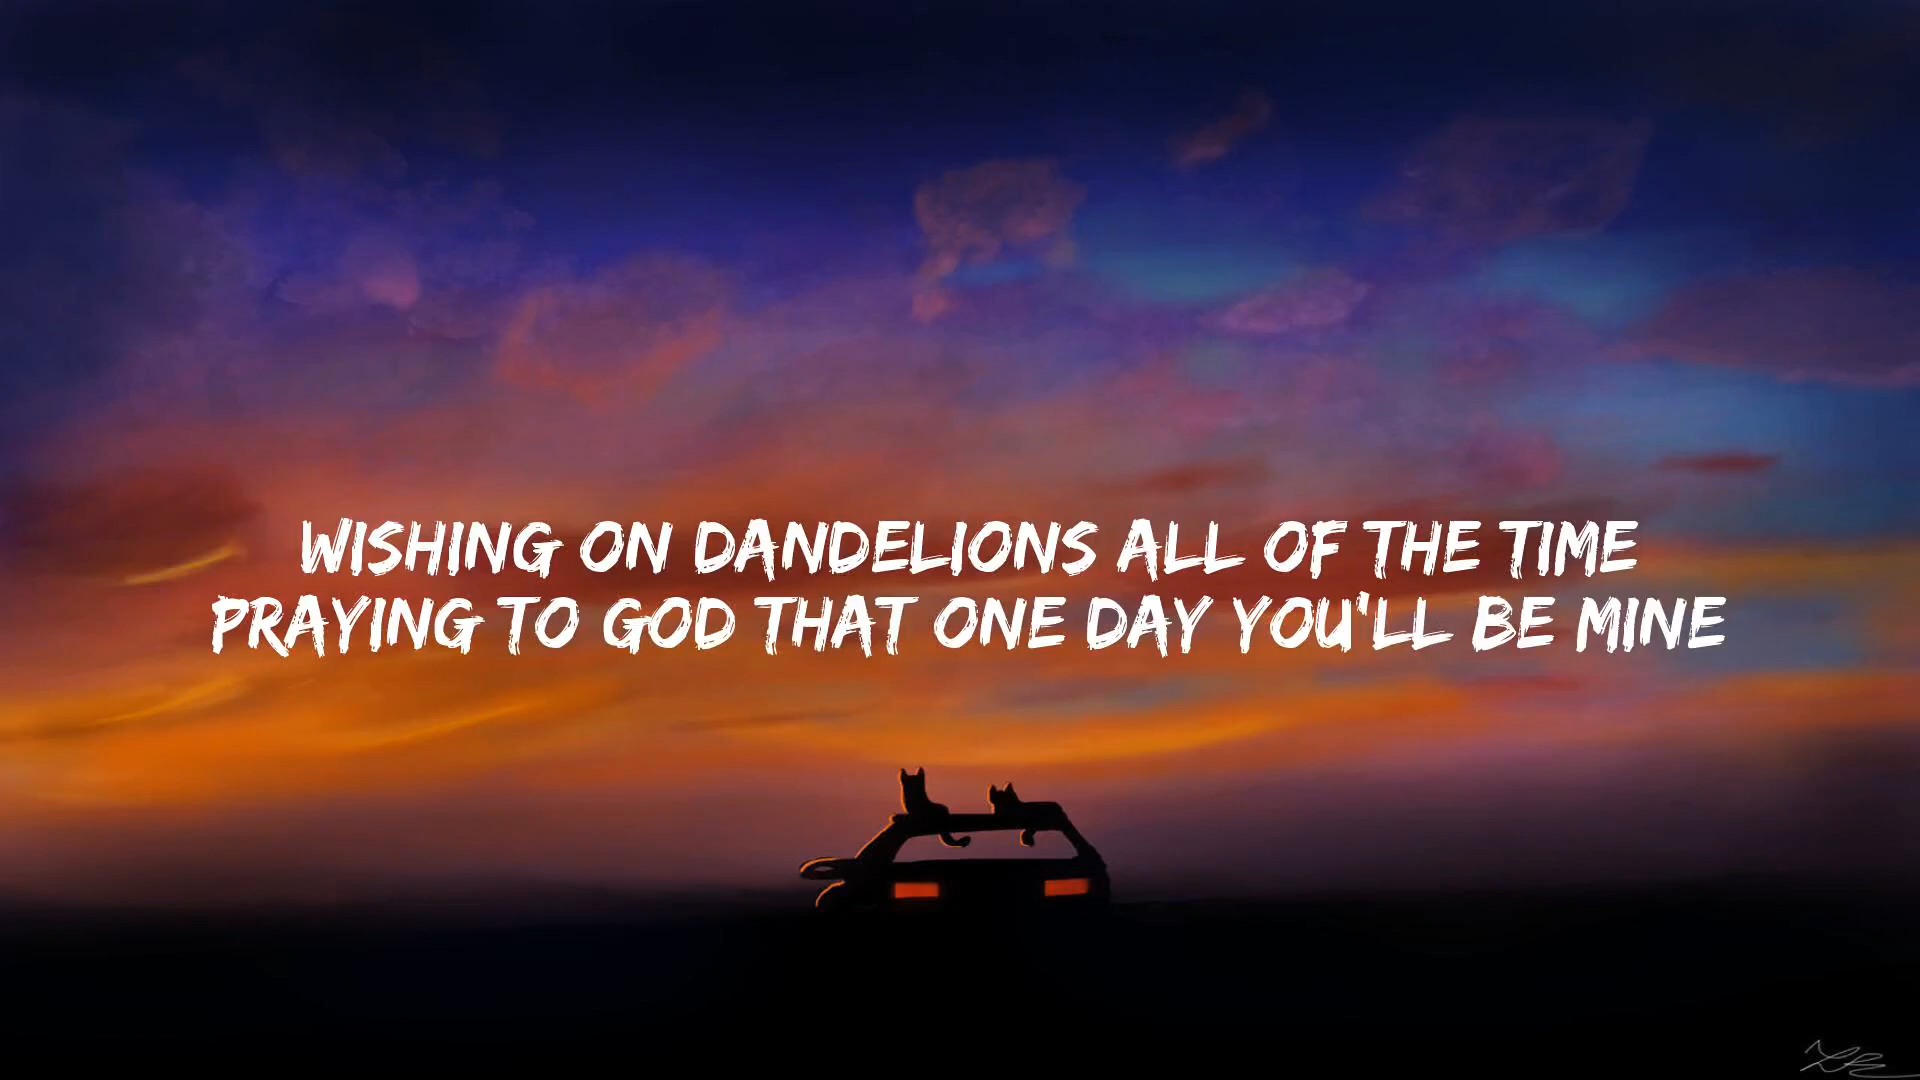 WISHING ON DANDELIONS ALL OF THE TIME
PRAYING TO GOD THAT ONE DAY YOU'LL BE MINE